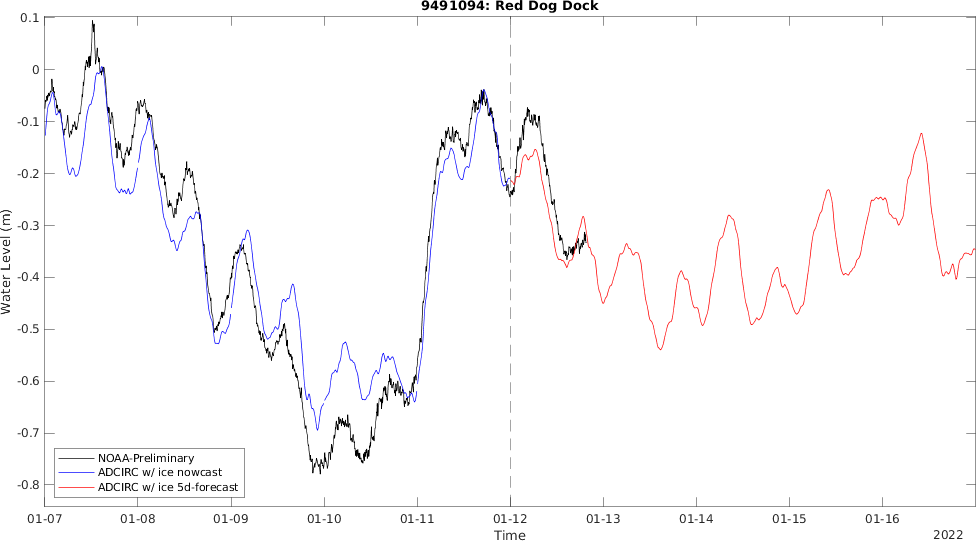 9491094: Red Dog Dock
0.1
0
-0.1
-0.2
-0.3
-0.4
-0.5
-0.6
-0.7
-0.8
Water Level (m)
NOAA-Preliminary
ADCIRC w/ ice nowcast
ADCIRC w/ ice 5d-forecast
01-07 01-08 01-09 01-10 01-11 01-12 01-13 01-14 01-15 01-16
Time
2022